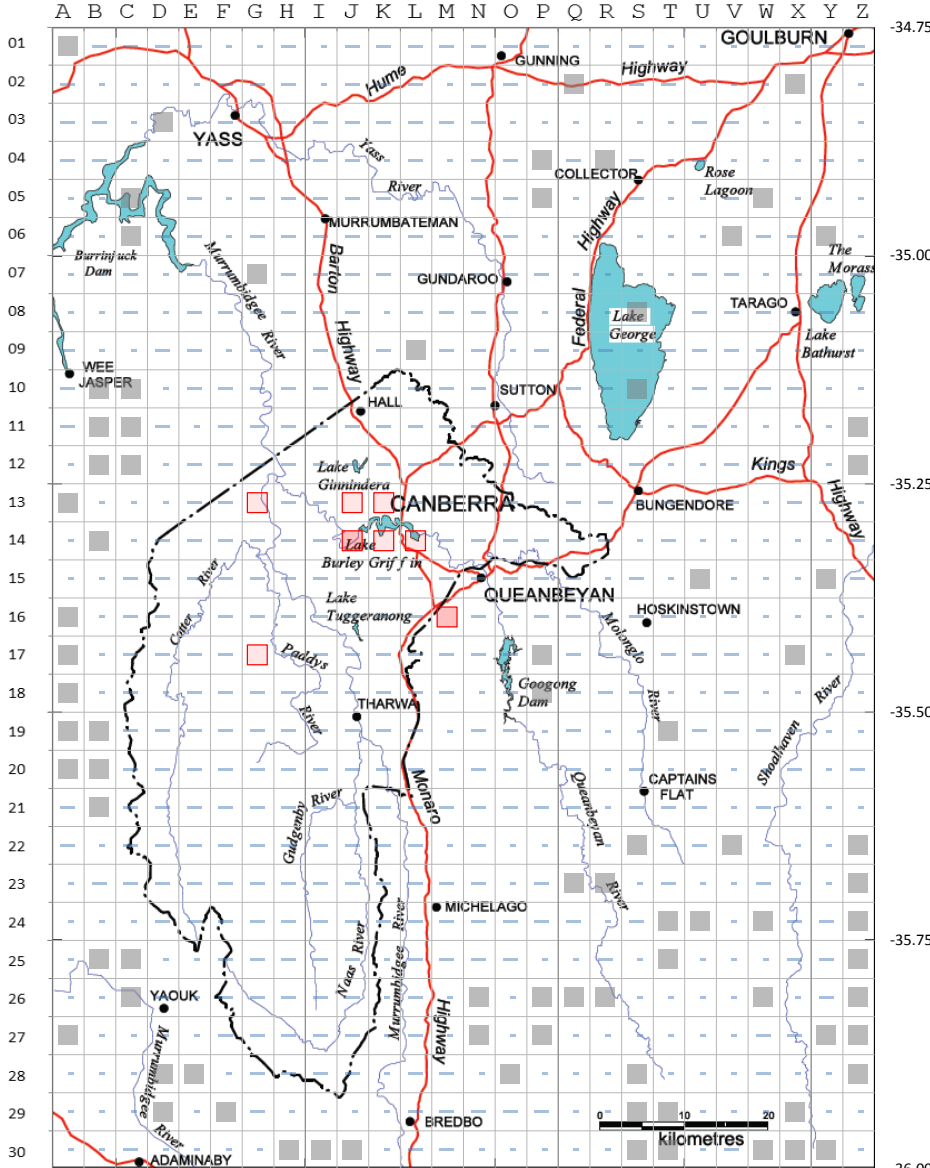 A B C D E F G H I J K L M N O P Q R S T U V W X Y Z
-34.75
01
GOULBURN
GUNNING
Hume
Highway
02
03
YASS
Yass
River
04
COLLECTOR
Rose
Lagoon
05
MURRUMBATEMAN
Highway
06
Burrinjuck
Dam
Murrumbidgee
River
Barton
Highway
-35.00
The
Morass
07
GUNDAROO
Federal
08
Lake
George
TARAGO
Lake
Bathurst
09
WEE
JASPER
10
HALL
SUTTON
11
12
Lake
Ginnindera
Kings
Highway
-35.25
13
CANBERRA
BUNGENDORE
14
Lake
Burley Griffin
15
QUEANBEYAN
Cotter
River
Lake
Tuggeranong
HOSKINSTOWN
16
Molonglo
River
17
Paddys
River
18
Googong
Dam
THARWA
-35.50
19
Shoalhaven
River
20
Monaro
CAPTAINS
FLAT
21
Gudgenby
River
Queanbeyan
River
22
23
24
MICHELAGO
-35.75
25
Naas
River
Murrumbidgee
River
26
YAOUK
Highway
27
Murrumbidgee
River
28
29
BREDBO
0 10 20
kilometres
30
ADAMINABY
-36.00